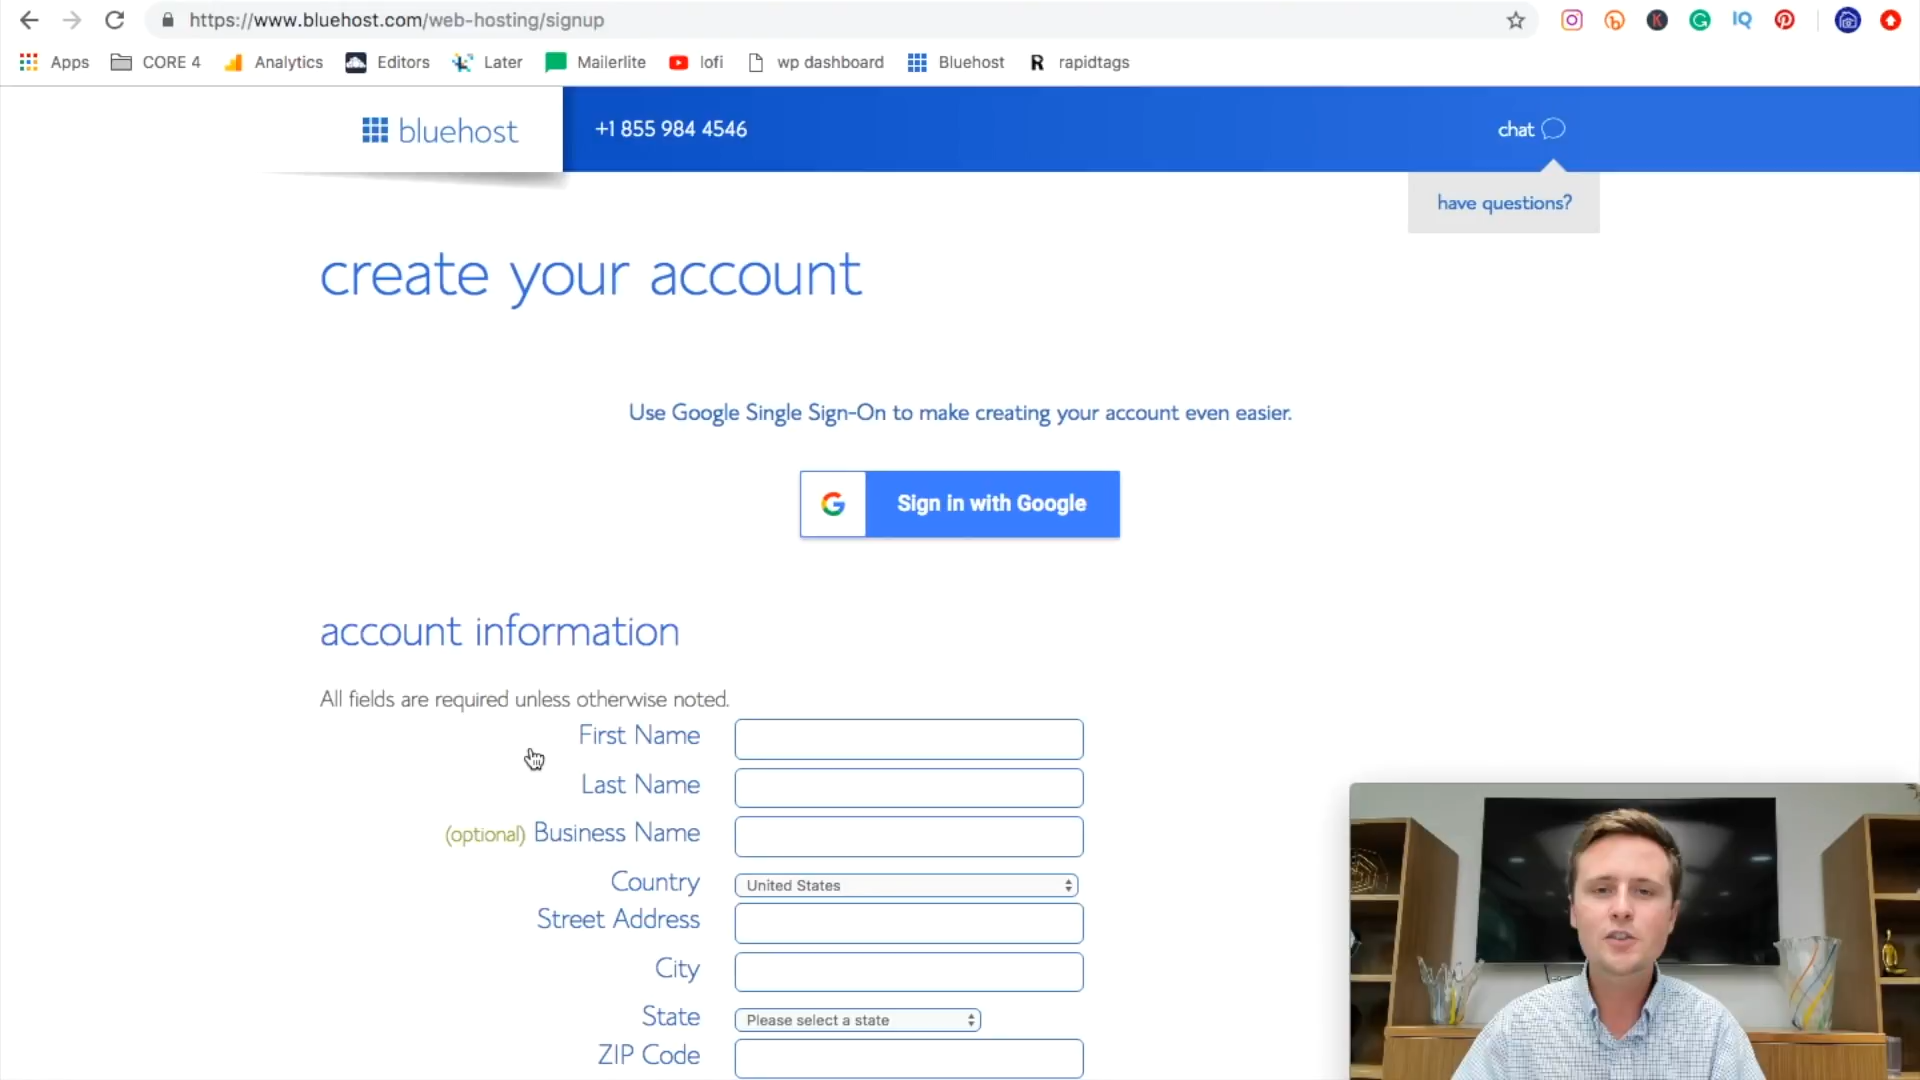 https://www.bluehost.com/web-hosting/signup
Apps CORE 4 Analytics Editors Later Mailerlite lofi wp dashboard Bluehost R rapidtags
IQ
bluehost
+1 855 984 4546
chat
have questions?
create your account
Use Google Single Sign-On to make creating your account even easier.
G Sign in with Google
account information
All fields are required unless otherwise noted.
First Name
Last Name
(optional) Business Name
Country United States
Street Address
City
State Please select a state
ZIP Code